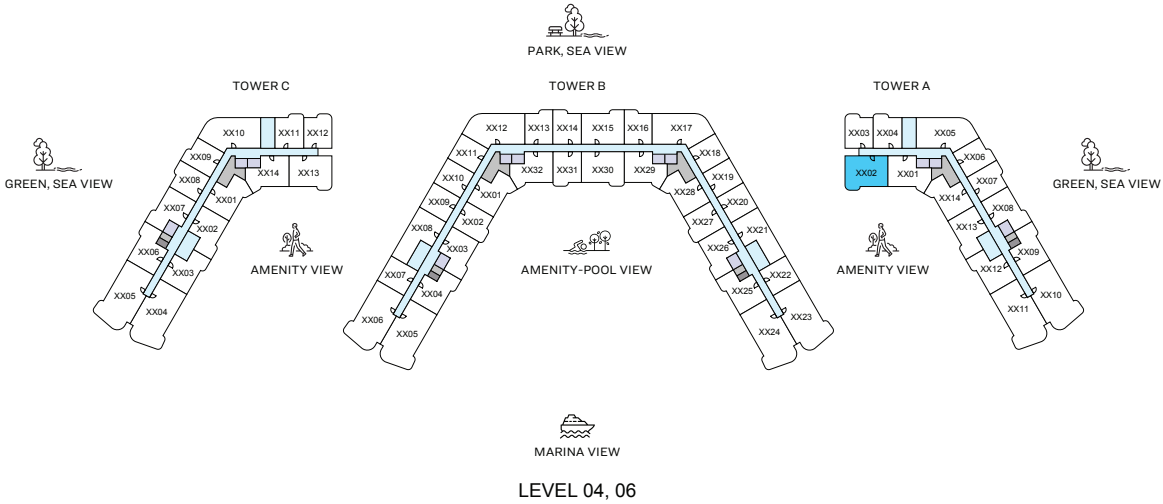 PARK, SEA VIEW
TOWER C
TOWER B
TOWER A
GREEN, SEA VIEW
XX10
XX11
XX12
XX09
XX08
XX07
XX06
XX05
XX04
XX03
XX02
XX01
XX14
XX13
AMENITY VIEW
XX12
XX13
XX14
XX15
XX16
XX17
XX11
XX10
XX09
XX08
XX07
XX06
XX05
XX04
XX03
XX02
XX01
XX32
XX31
XX30
XX29
XX28
XX27
XX26
XX25
XX24
XX23
XX22
XX21
XX20
XX19
XX18
AMENITY-POOL VIEW
XX03
XX04
XX05
XX02
XX01
XX06
XX07
XX08
XX09
XX10
XX11
XX12
XX13
XX14
AMENITY VIEW
GREEN, SEA VIEW
MARINA VIEW
LEVEL 04, 06